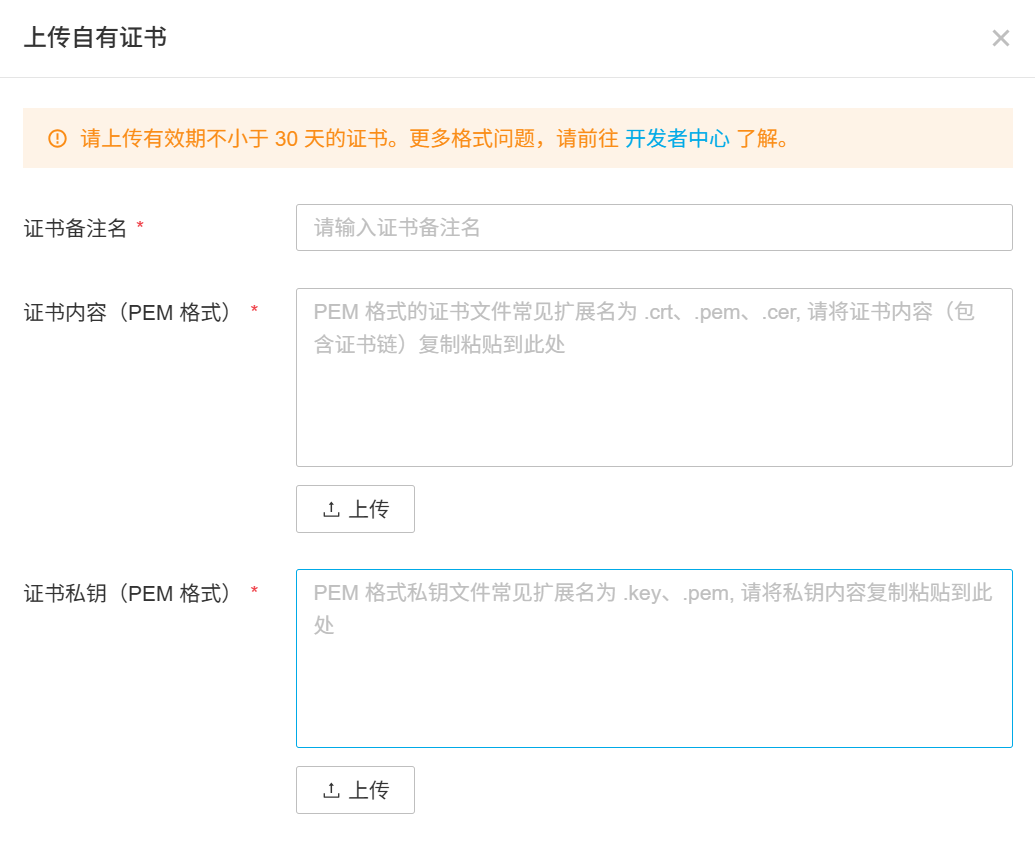 上传自有证书
请上传有效期不小于 30 天的证书。更多格式问题，请前往 开发者中心 了解。
证书备注名 *
请输入证书备注名
证书内容（PEM 格式） *
PEM 格式的证书文件常见扩展名为 .crt、.pem、.cer, 请将证书内容（包
含证书链）复制粘贴到此处
上传
证书私钥（PEM 格式） *
PEM 格式私钥文件常见扩展名为 .key、.pem, 请将私钥内容复制粘贴到此
处
上传